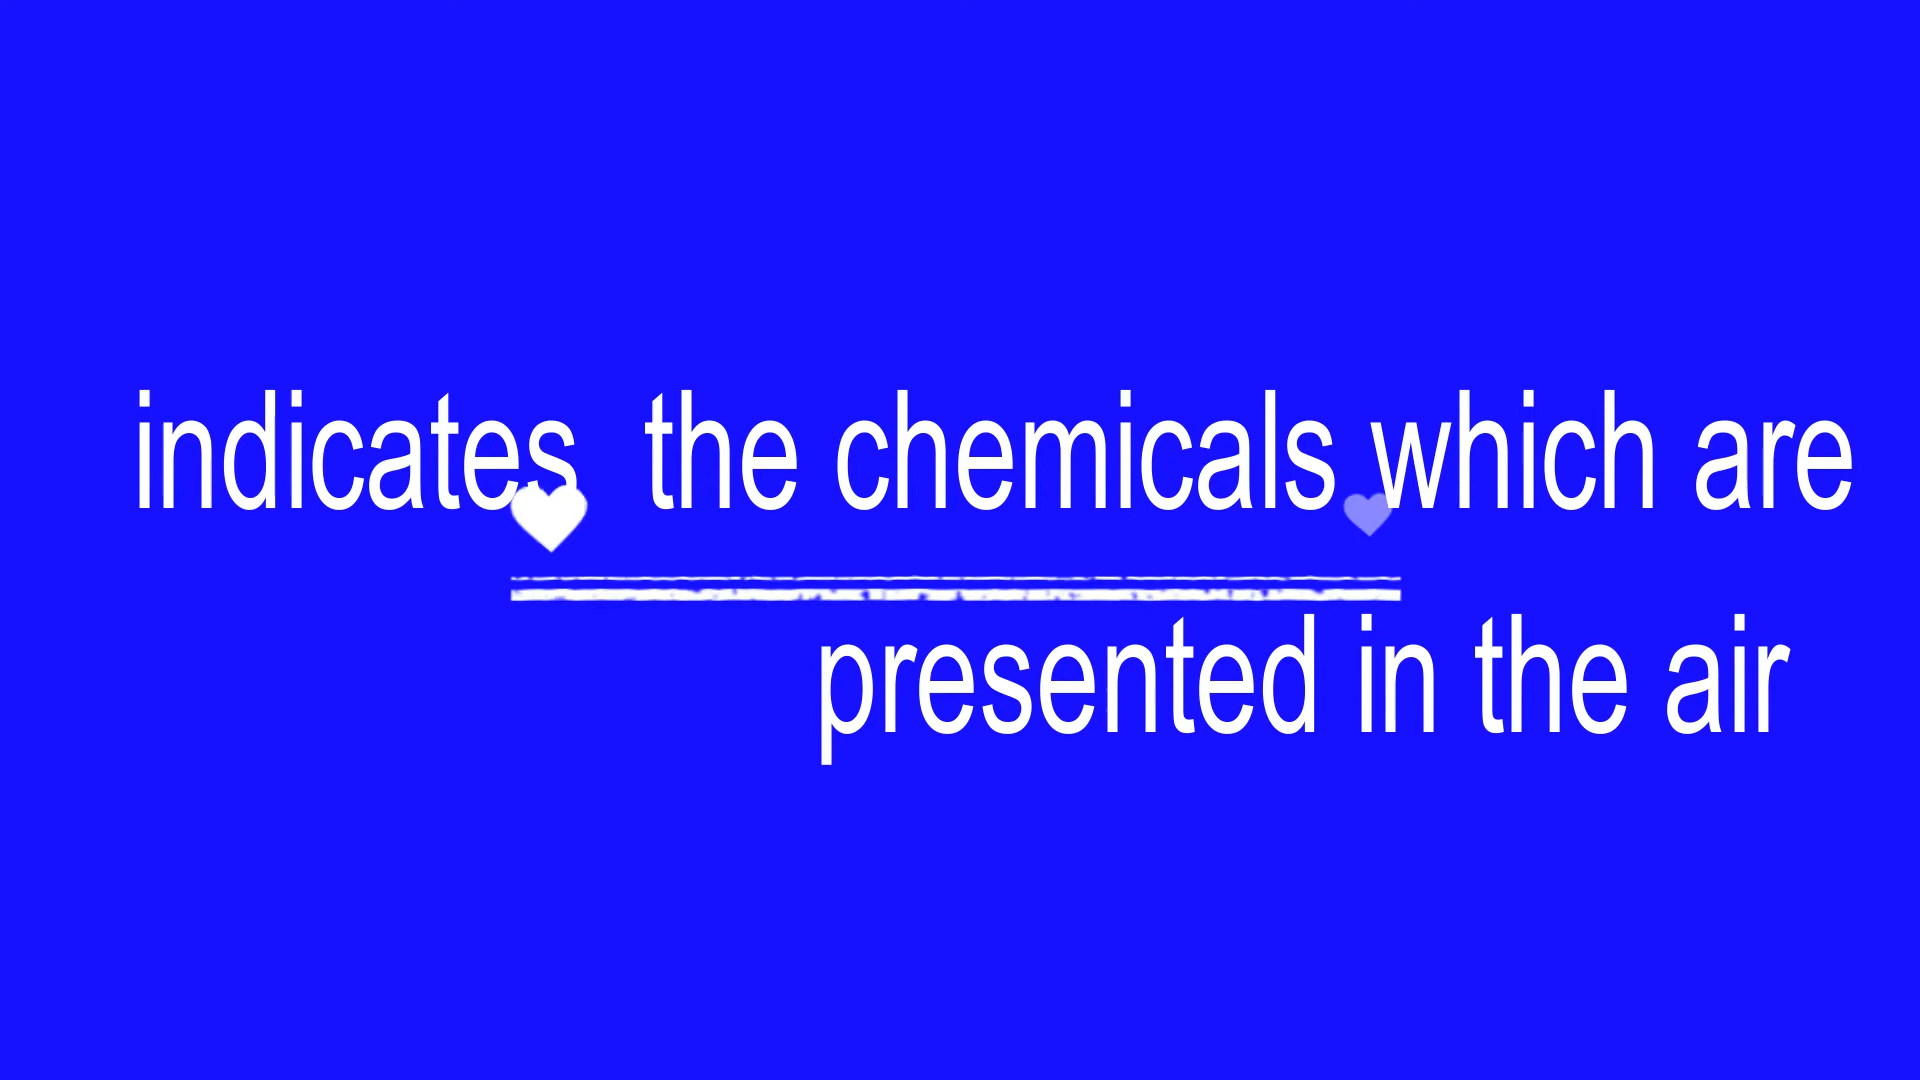 indicates  the chemicals which are
presented in the air